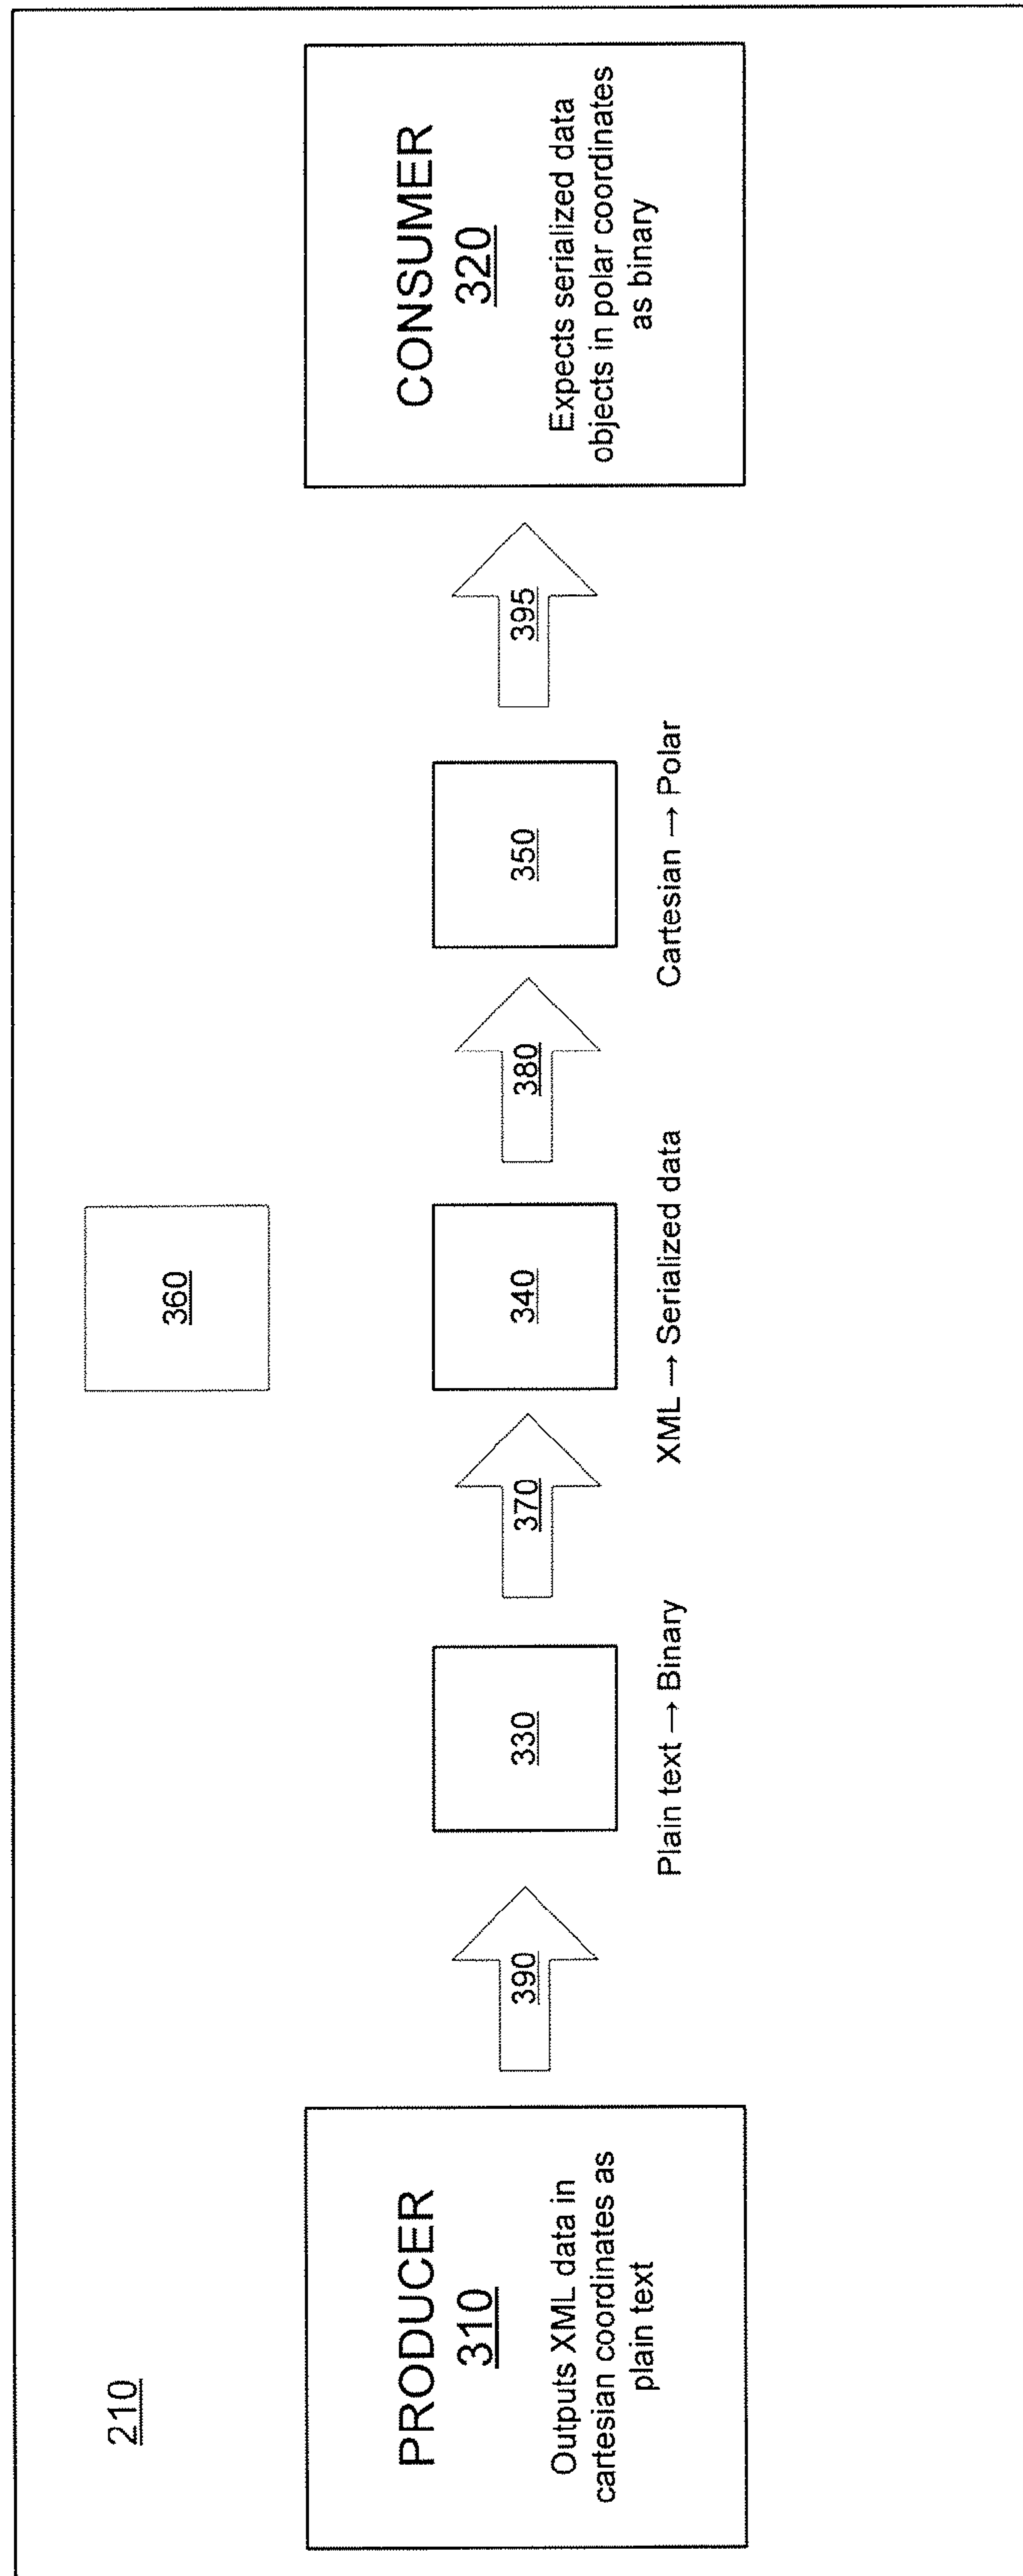 210
PRODUCER
310
Outputs XML data in
cartesian coordinates as
plain text
390
330
Plain text → Binary
370
360
340
XML → Serialized data
380
350
Cartesian → Polar
395
CONSUMER
320
Expects serialized data
objects in polar coordinates
as binary